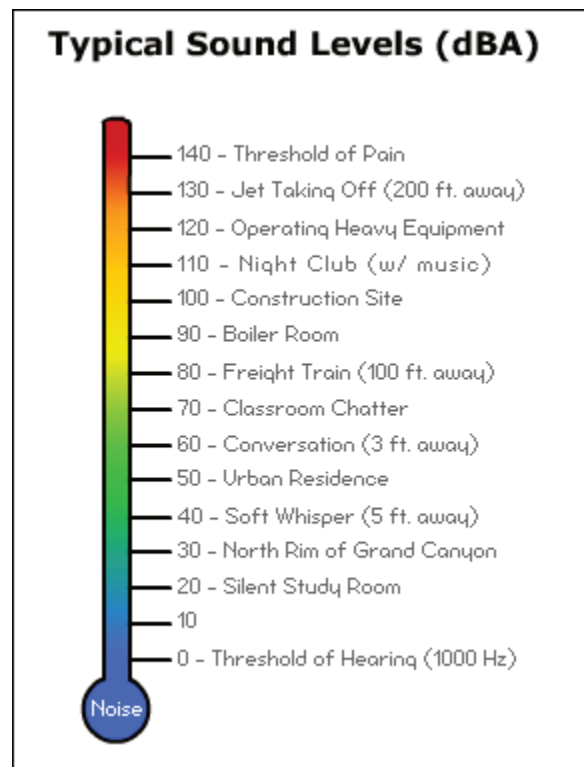 Typical Sound Levels (dBA)
140 - Threshold of Pain
130 - Jet Taking Off (200 ft. away)
120 - Operating Heavy Equipment
110 - Night Club (w/ music)
100 - Construction Site
90 - Boiler Room
80 - Freight Train (100 ft. away)
70 - Classroom Chatter
60 - Conversation (3 ft. away)
50 - Urban Residence
40 - Soft Whisper (5 ft. away)
30 - North Rim of Grand Canyon
20 - Silent Study Room
10
0 - Threshold of Hearing (1000 Hz)
Noise